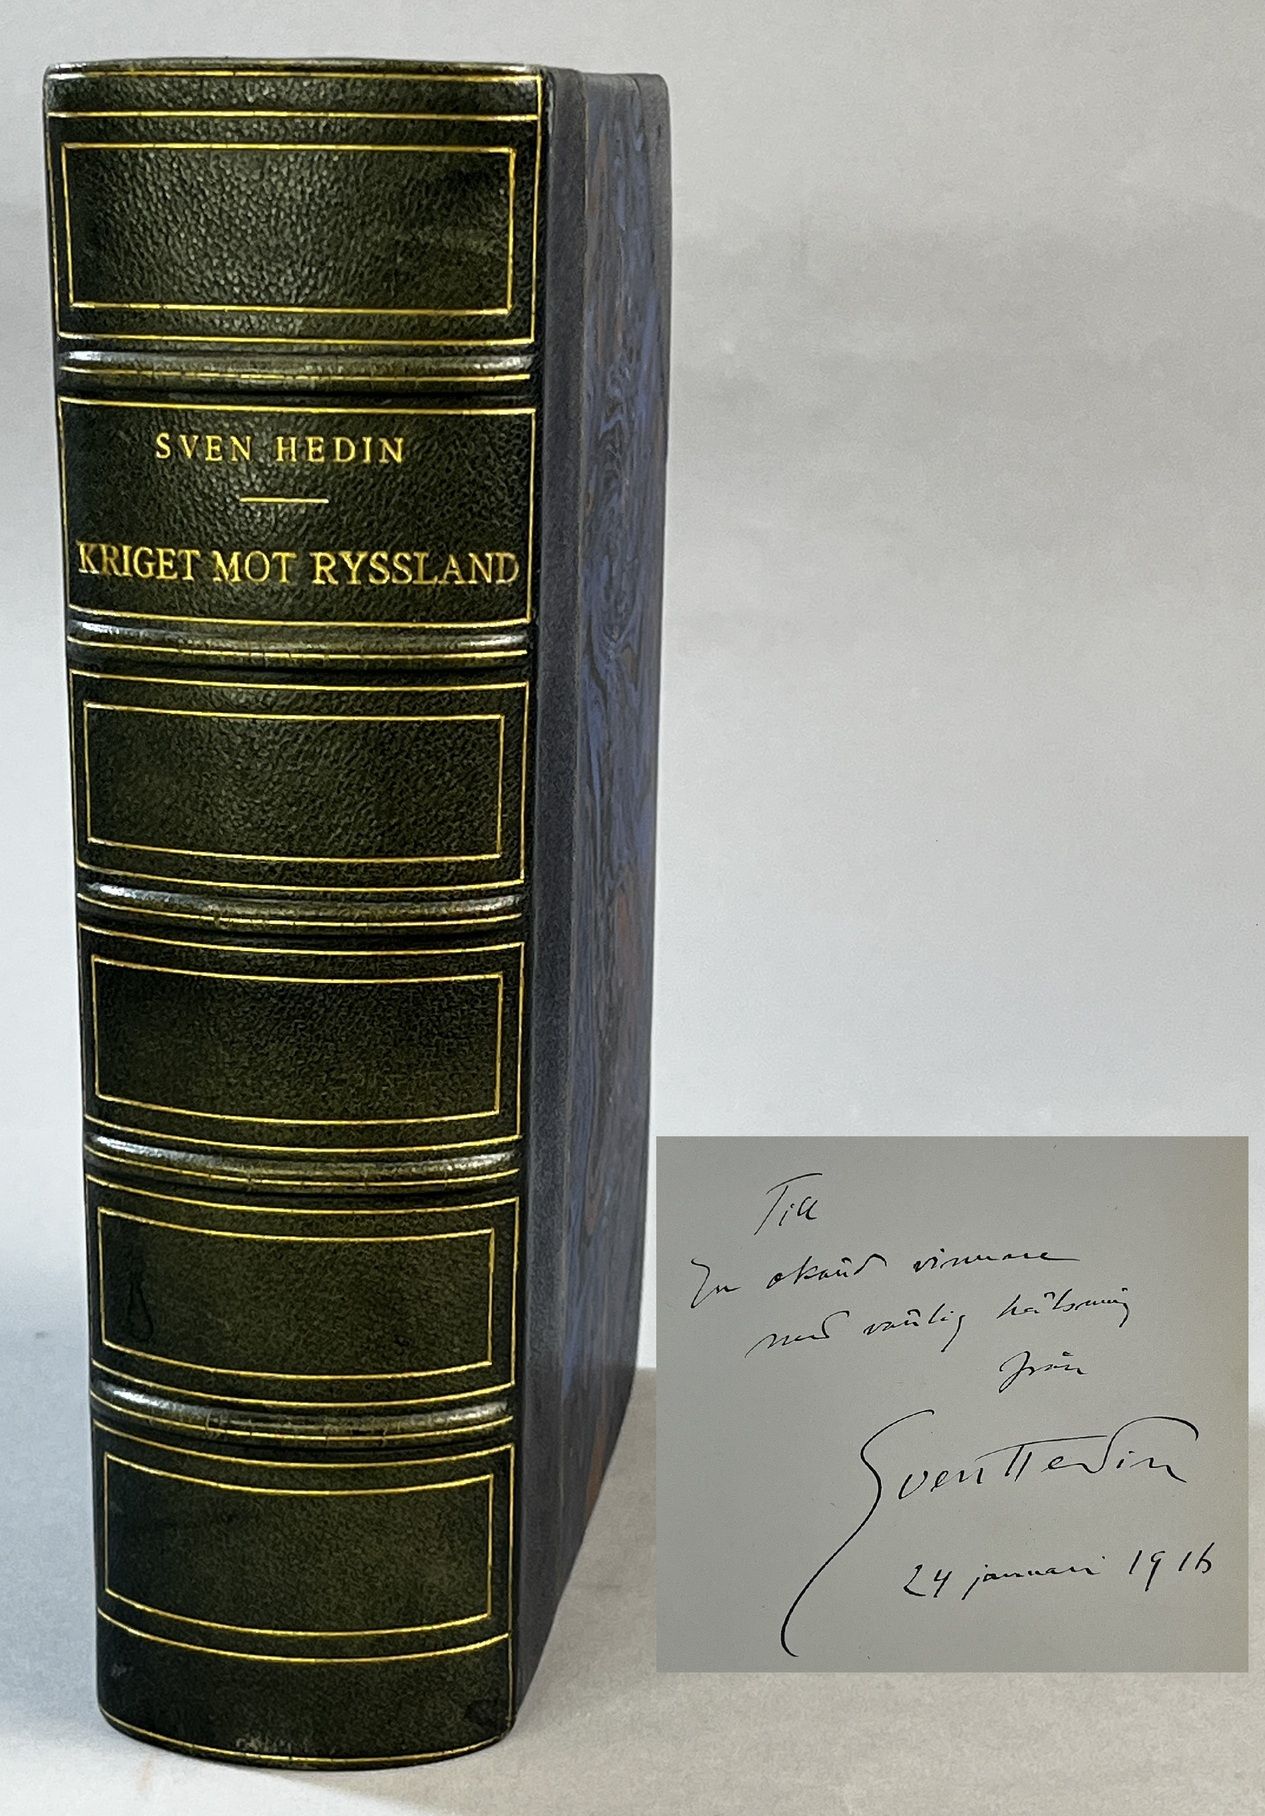 SVEN HEDIN
KRIGET MOT RYSSLAND
Till
En okänd vinnare
med vänlig hälsning
från
Sven Hedin
24 januari 1916